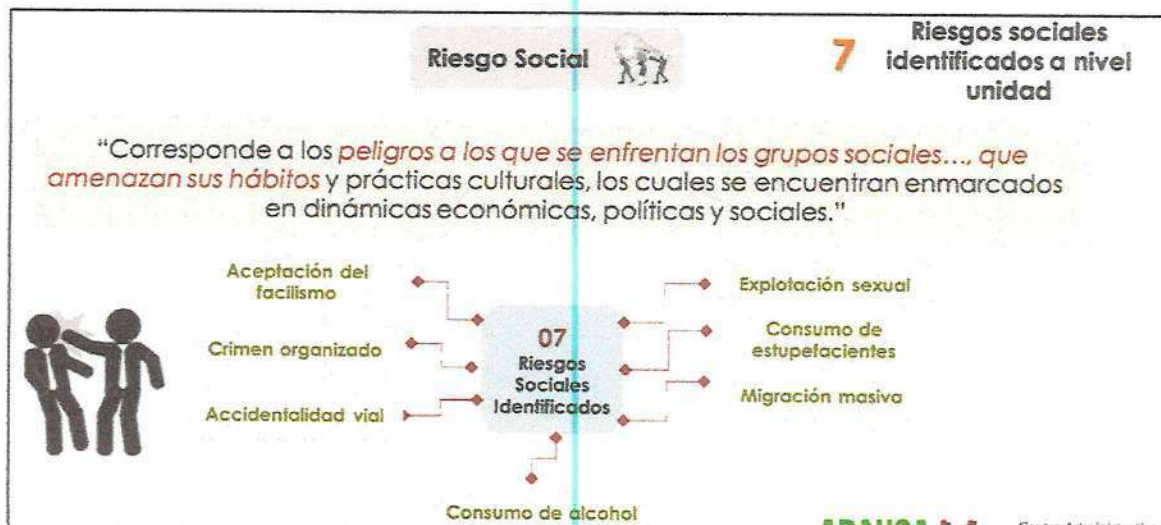 Riesgo Social
7
Riesgos sociales
identificados a nivel
unidad
“Corresponde a los peligros a los que se enfrentan los grupos sociales..., que
amenazan sus hábitos y prácticas culturales, los cuales se encuentran enmarcados
en dinámicas económicas, políticas y sociales.”
Aceptación del
facilismo
Crimen organizado
Accidentalidad vial
07
Riesgos
Sociales
Identificados
Explotación sexual
Consumo de
estupefacientes
Migración masiva
Consumo de alcohol